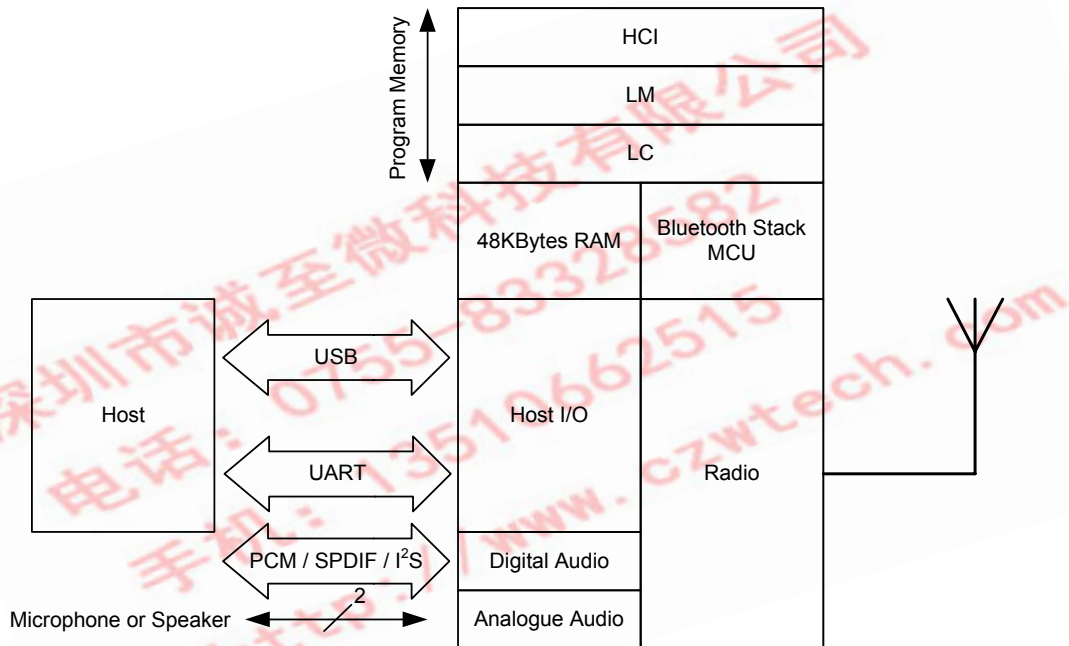 HCI
Program Memory
LM
LC
48KBytes RAM
Bluetooth Stack
MCU
USB
Host
Host I/O
UART
Radio
PCM / SPDIF / I²S
Digital Audio
2
Microphone or Speaker
Analogue Audio
深圳市诚至微科技有限公司
电话：0755-83328582
手机：13510662515
http://www.czwtech.com